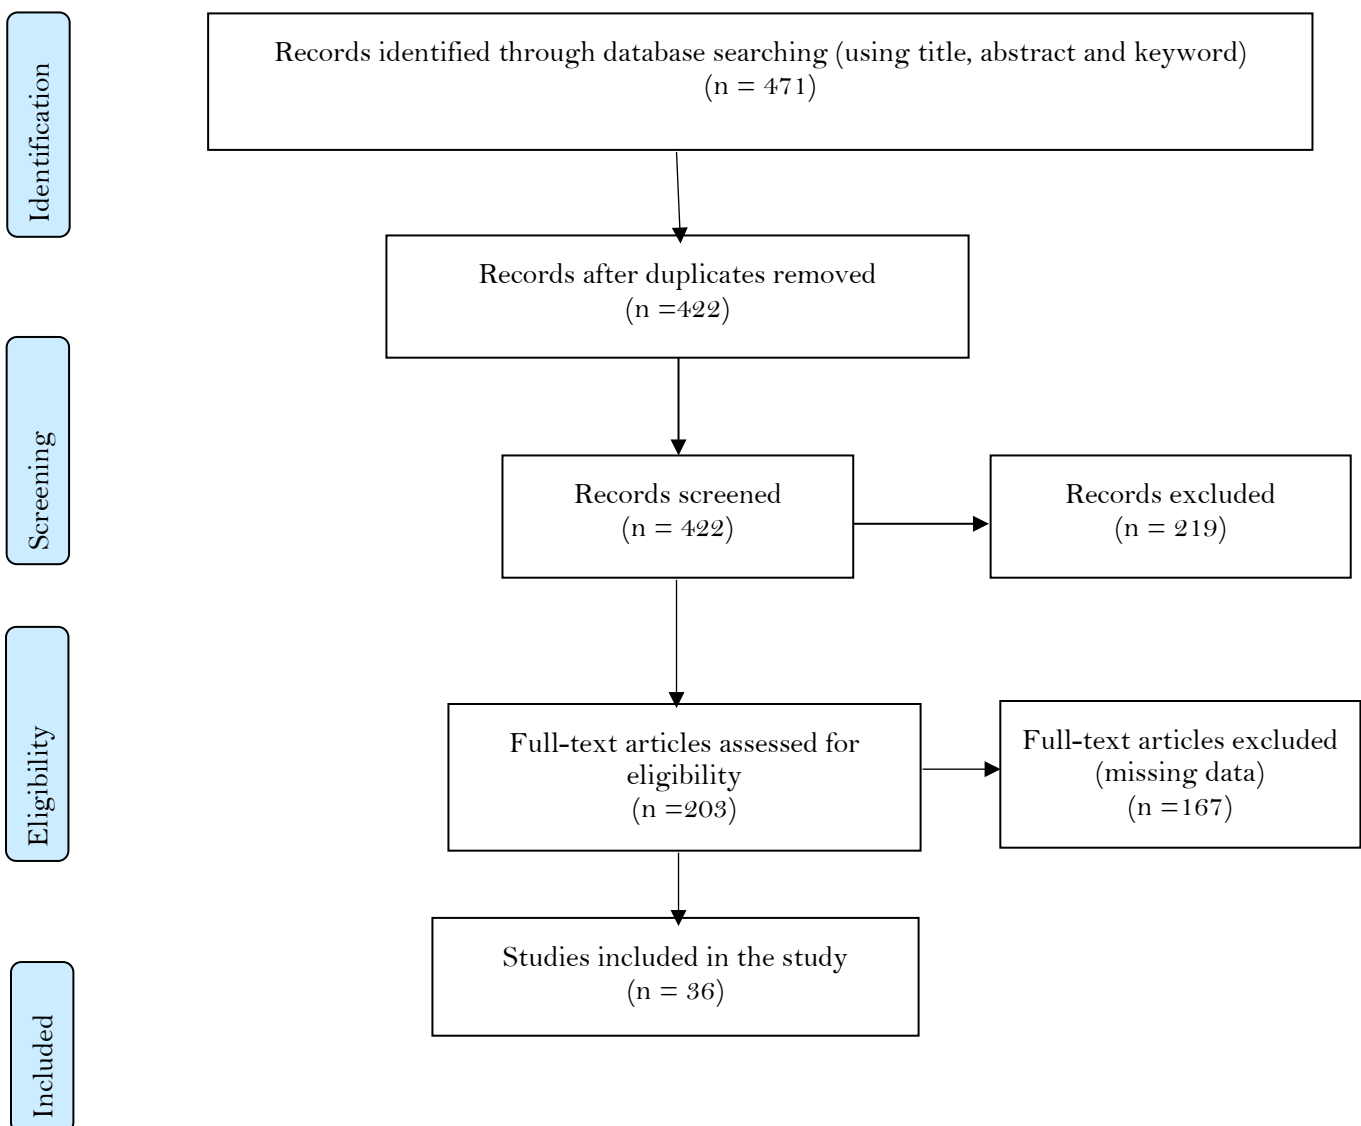 Identification
Records identified through database searching (using title, abstract and keyword)
(n = 471)
Records after duplicates removed
(n =422)
Screening
Records screened
(n = 422)
Records excluded
(n = 219)
Eligibility
Full-text articles assessed for
eligibility
(n =203)
Full-text articles excluded
(missing data)
(n =167)
Included
Studies included in the study
(n = 36)